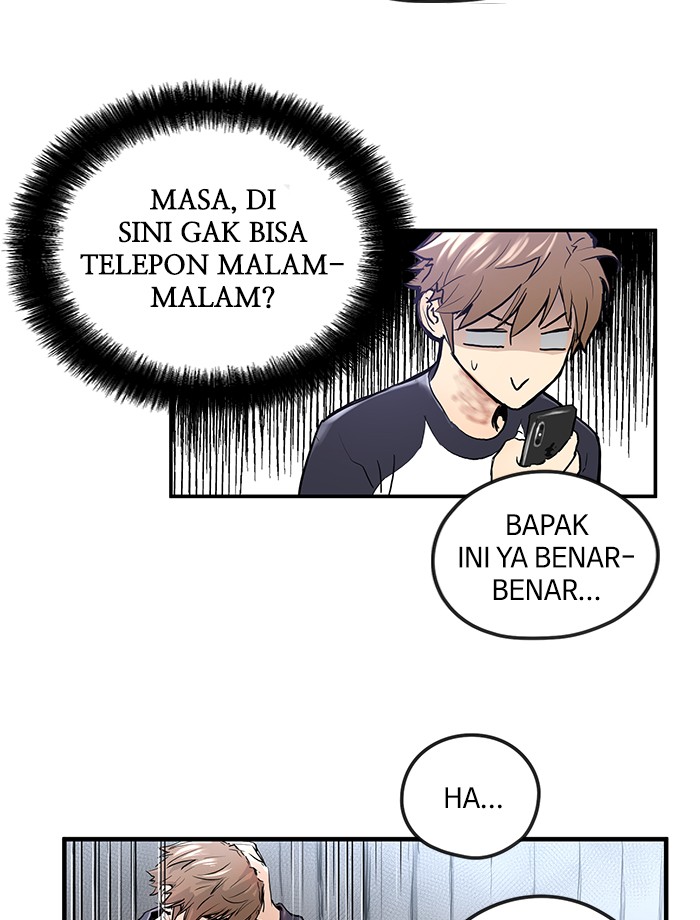 MASA, DI
SINI GAK BISA
TELEPON MALAM-
MALAM?
BAPAK
INI YA BENAR-
BENAR...
HA...